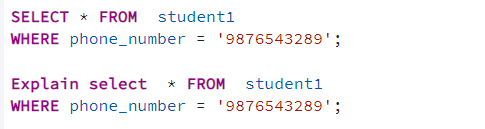 SELECT * FROM student1
WHERE phone_number = '9876543289';
Explain select * FROM student1
WHERE phone_number = '9876543289';